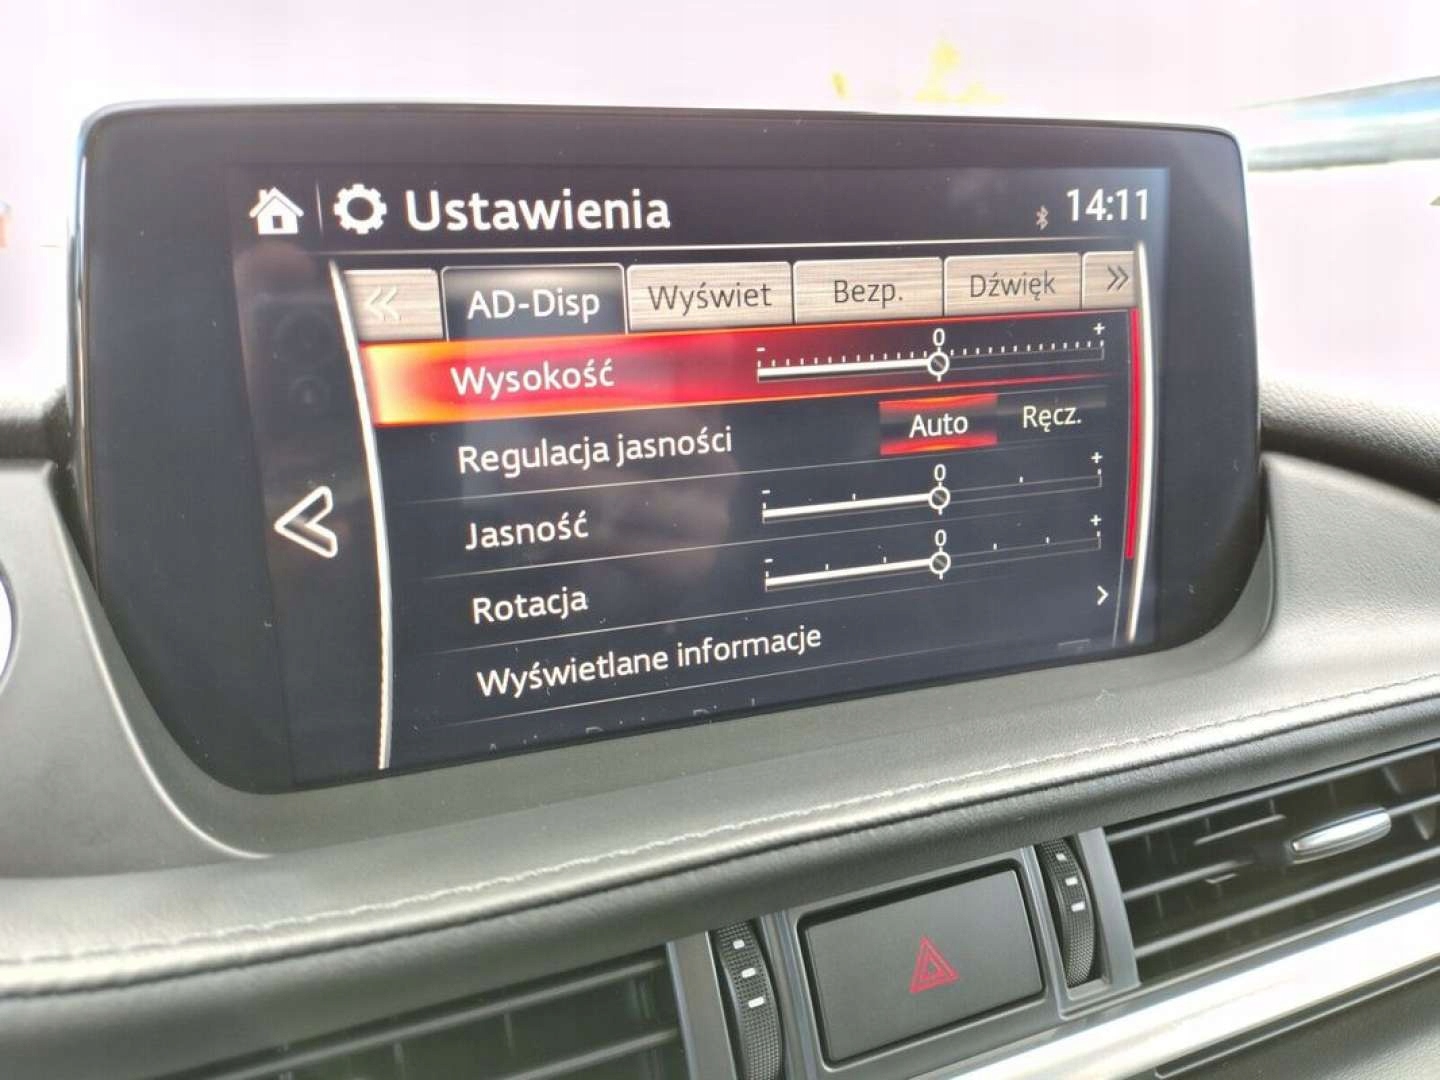 Ustawienia 14:11
AD-Disp Wyświet Bezp. Dźwięk
Wysokość - 0 +
Regulacja jasności Auto Ręcz.
Jasność - 0 +
Rotacja - 0 +
Wyświetlane informacje